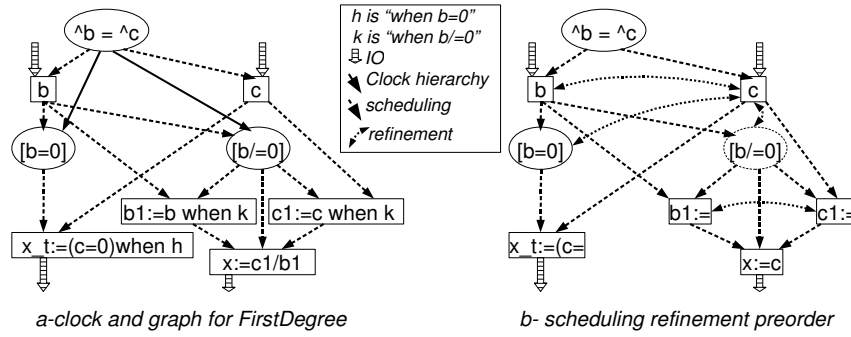 ^b = ^c
b
c
[b=0]
[b/=0]
b1:=b when k
c1:=c when k
x_t:=(c=0)when h
x:=c1/b1
a-clock and graph for FirstDegree
h is "when b=0"
k is "when b/=0"
IO
Clock hierarchy
scheduling
refinement
^b = ^c
b
c
[b=0]
[b/=0]
b1:=
c1:=
x_t:=(c=
x:=c
b- scheduling refinement preorder